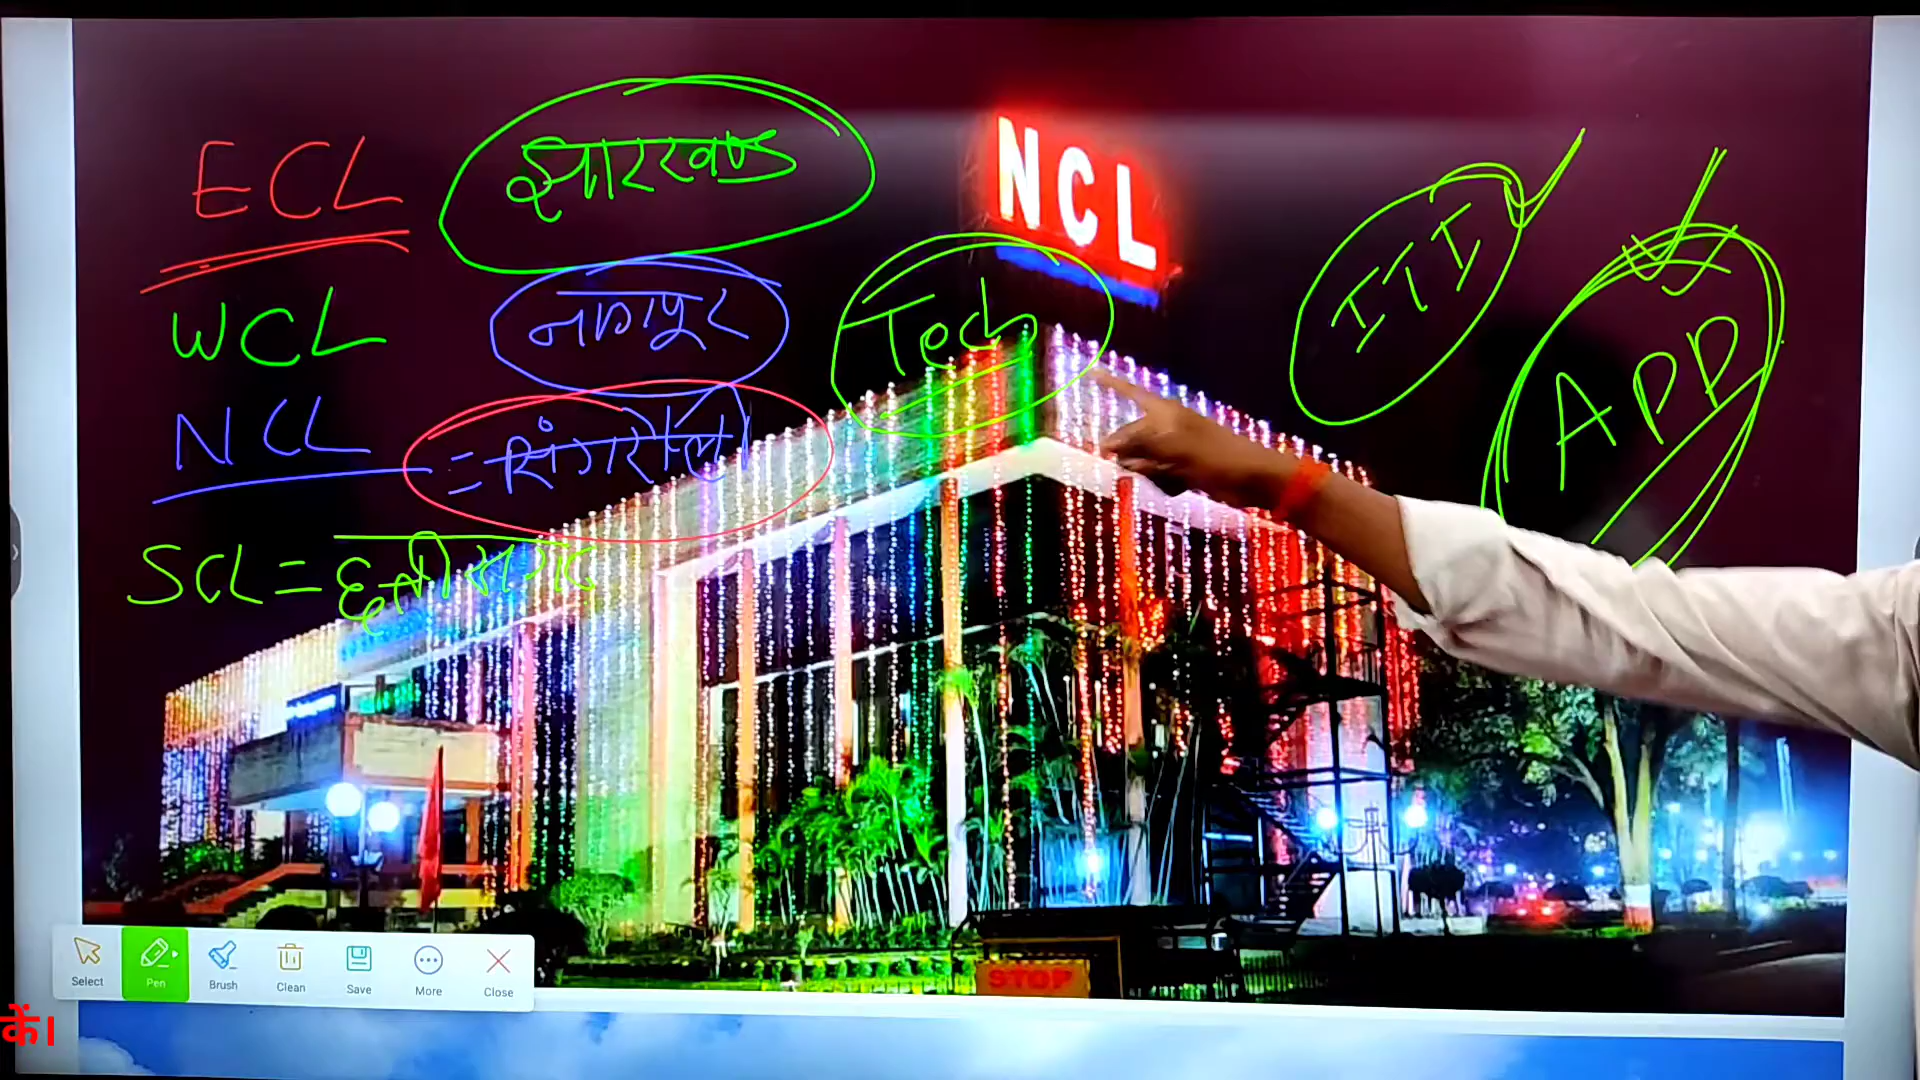 ECL झारखण्ड
NCL
WCL नागपुर
Tech
ITI
APP
NCL = सिंगरौली
SCL = छत्तीसगढ़
STOP
Select Pen Brush Clean Save More Close
कें।